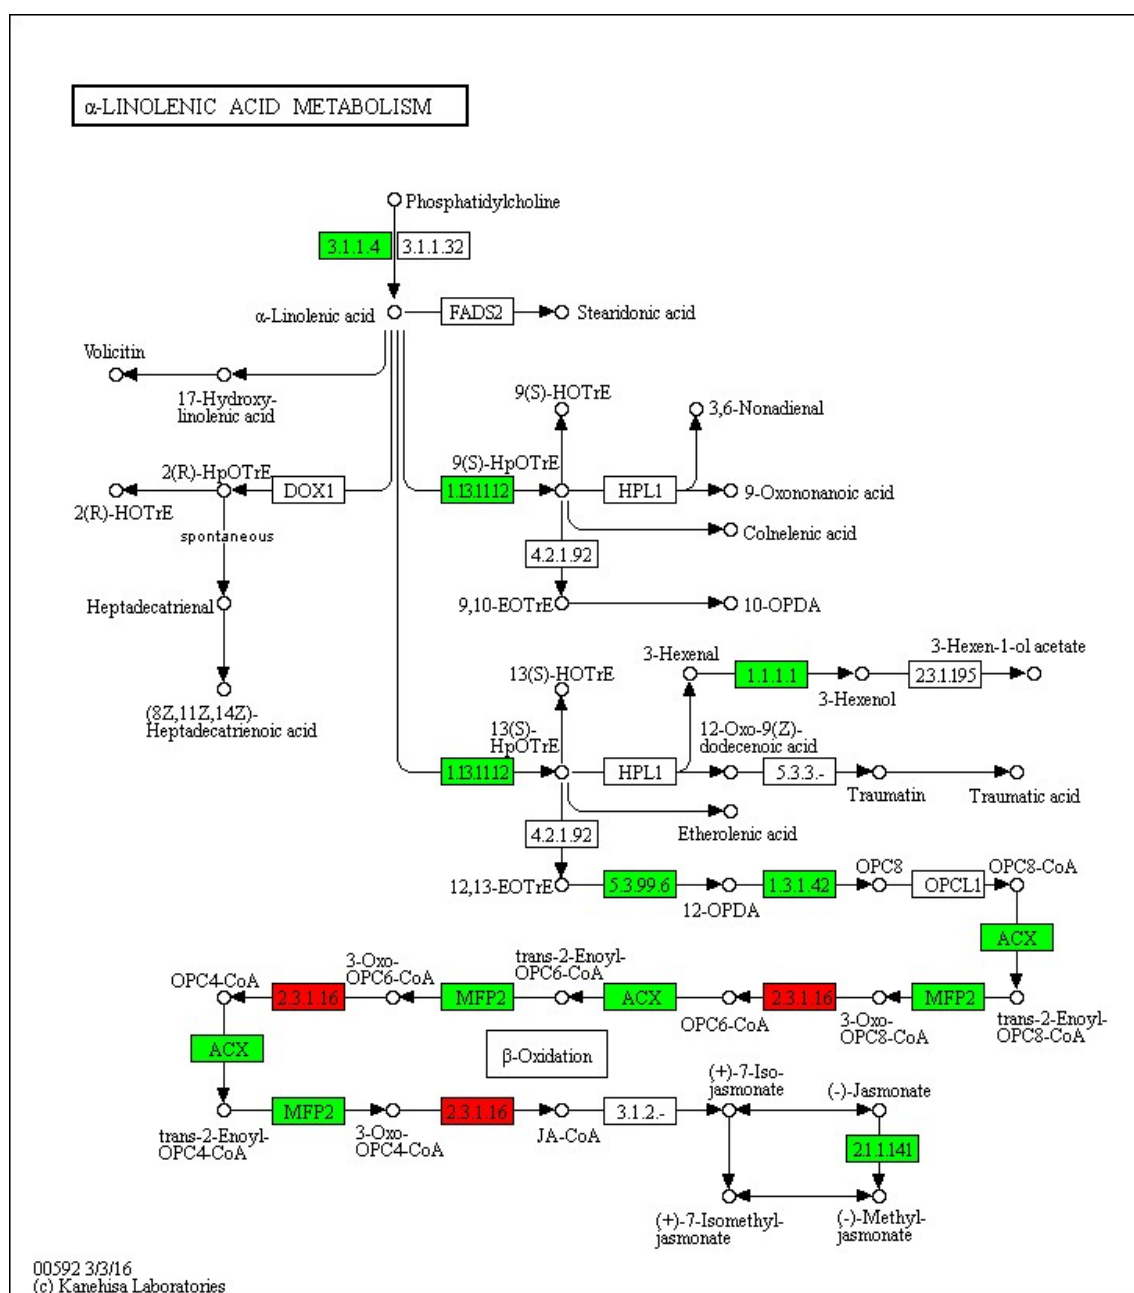 α-LINOLENIC ACID METABOLISM
Phosphatidylcholine
3.1.1.4
3.1.1.32
α-Linolenic acid
FADS2
Stearidonic acid
Volicitin
17-Hydroxy-
linolenic acid
9(S)-HOTrE
3,6-Nonadienal
2(R)-HpOTrE
DOX1
9(S)-HpOTrE
1.13.1112
HPL1
9-Oxononanoic acid
2(R)-HOTrE
spontaneous
Colnelenic acid
4.2.1.92
Heptadecatrienal
9,10-EOTrE
10-OPDA
3-Hexenal
3-Hexen-1-ol acetate
1.1.1.1
2.3.1.195
3-Hexenol
13(S)-HOTrE
(8Z,11Z,14Z)-
Heptadecatrienoic acid
13(S)-
HpOTrE
12-Oxo-9(Z)-
dodecenoic acid
1.13.1112
HPL1
5.3.3.-
Traumatin
Traumatic acid
Etherolenic acid
4.2.1.92
12,13-EOTrE
5.3.99.6
12-OPDA
1.3.1.42
OPC8
OPCL1
OPC8-CoA
ACX
OPC4-CoA
2.3.1.16
3-Oxo-
OPC6-CoA
MFP2
trans-2-Enoyl-
OPC6-CoA
ACX
OPC6-CoA
2.3.1.16
3-Oxo-
OPC8-CoA
MFP2
trans-2-Enoyl-
OPC8-CoA
ACX
β-Oxidation
trans-2-Enoyl-
OPC4-CoA
MFP2
3-Oxo-
OPC4-CoA
2.3.1.16
JA-CoA
3.1.2.-
(+)-7-Iso-
jasmonate
(-)-Jasmonate
2.1.1.141
(+)-7-Isomethyl-
jasmonate
(-)-Methyl-
jasmonate
00592 3/3/16
(c) Kanehisa Laboratories